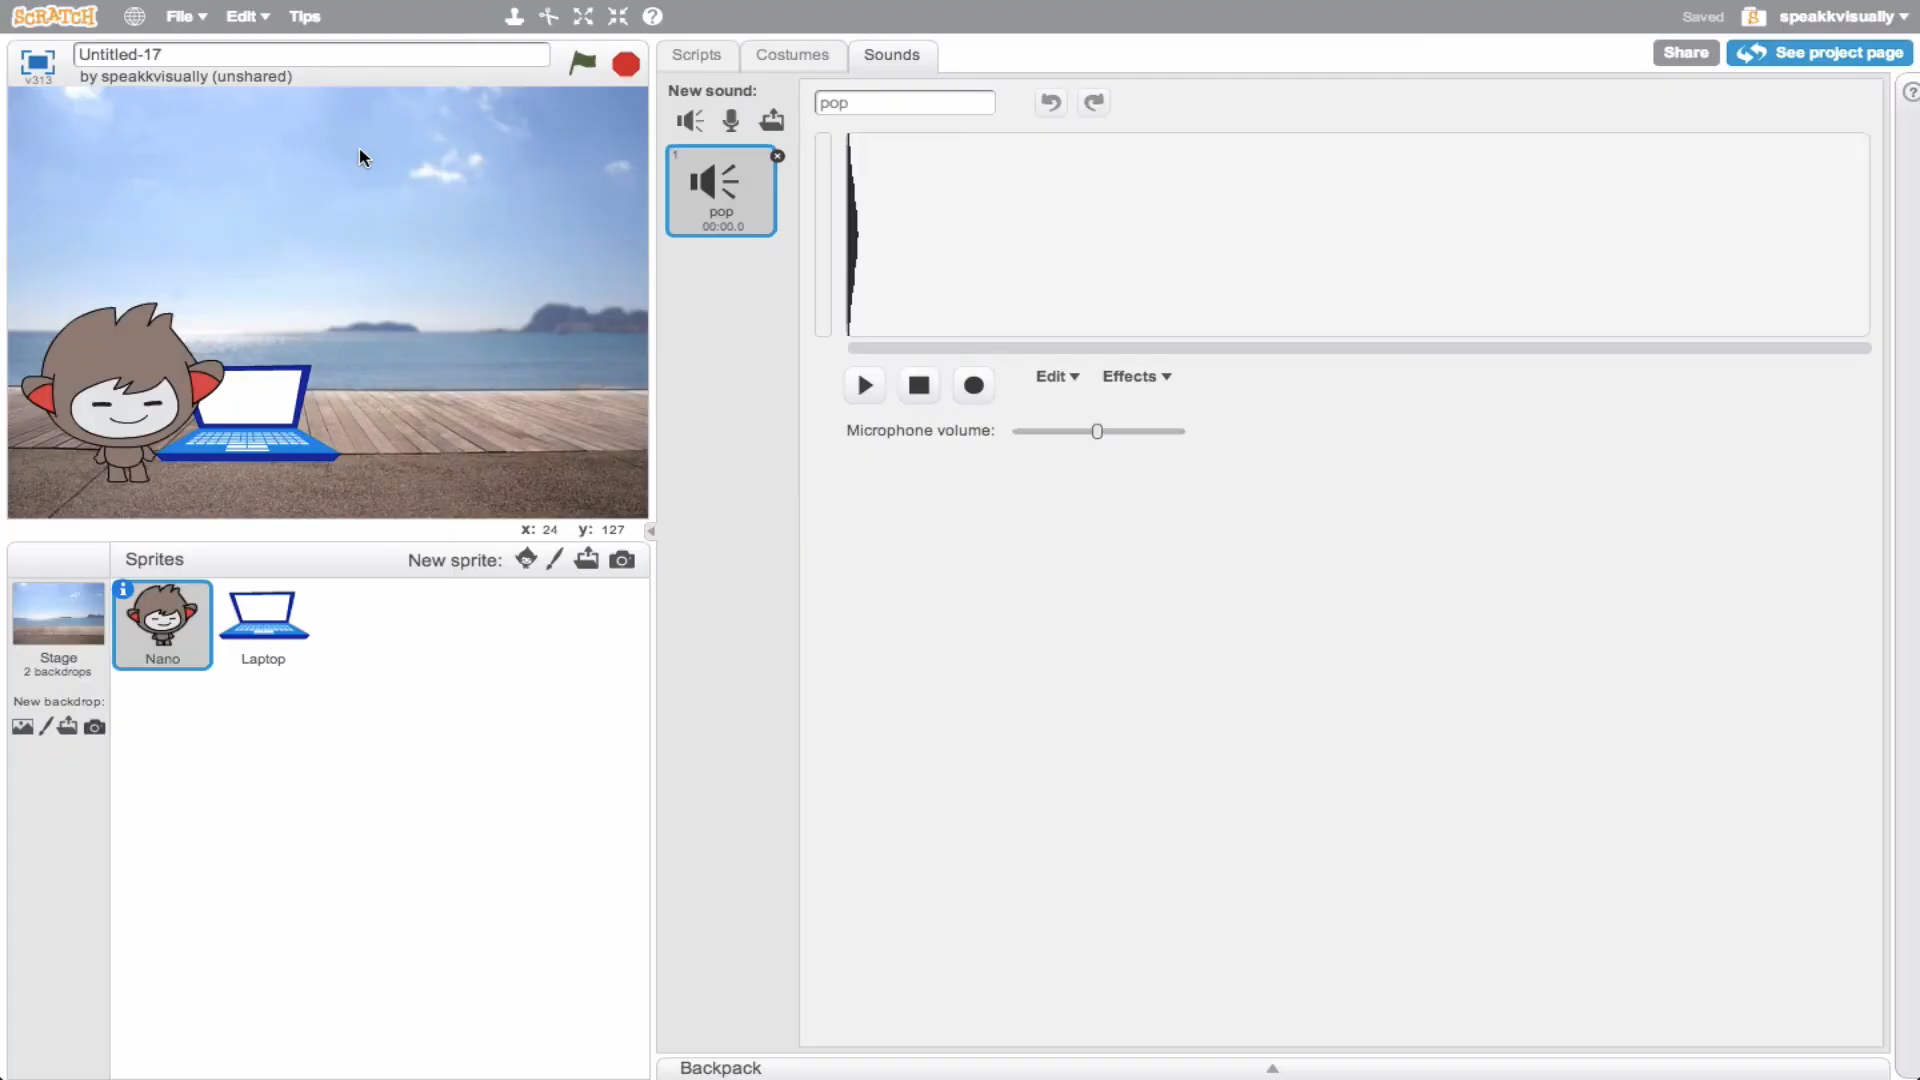 SCRATCH File Edit Tips Saved speakkvisually
Untitled-17
v313
by speakkvisually (unshared)
Scripts Costumes Sounds
Share See project page
New sound:
1
pop
00:00.0
pop
Edit Effects
Microphone volume:
x: 24 y: 127
Sprites New sprite:
Stage
2 backdrops
New backdrop:
Nano
Laptop
Backpack